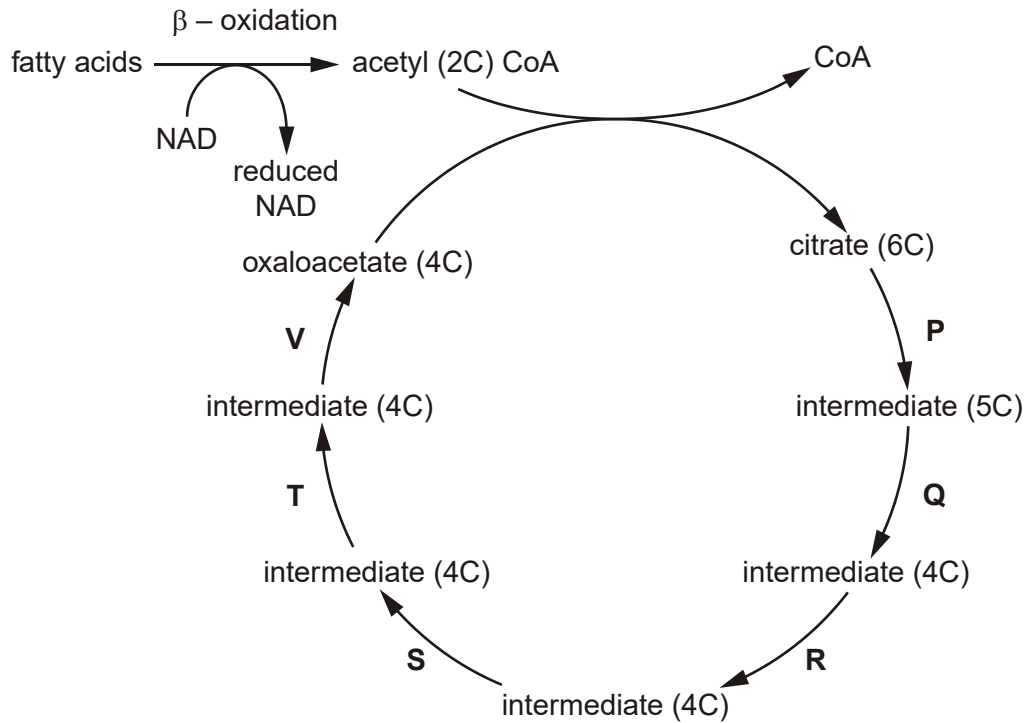 β – oxidation
fatty acids
acetyl (2C) CoA
CoA
NAD
reduced
NAD
oxaloacetate (4C)
citrate (6C)
V
P
intermediate (4C)
intermediate (5C)
T
Q
intermediate (4C)
intermediate (4C)
S
R
intermediate (4C)